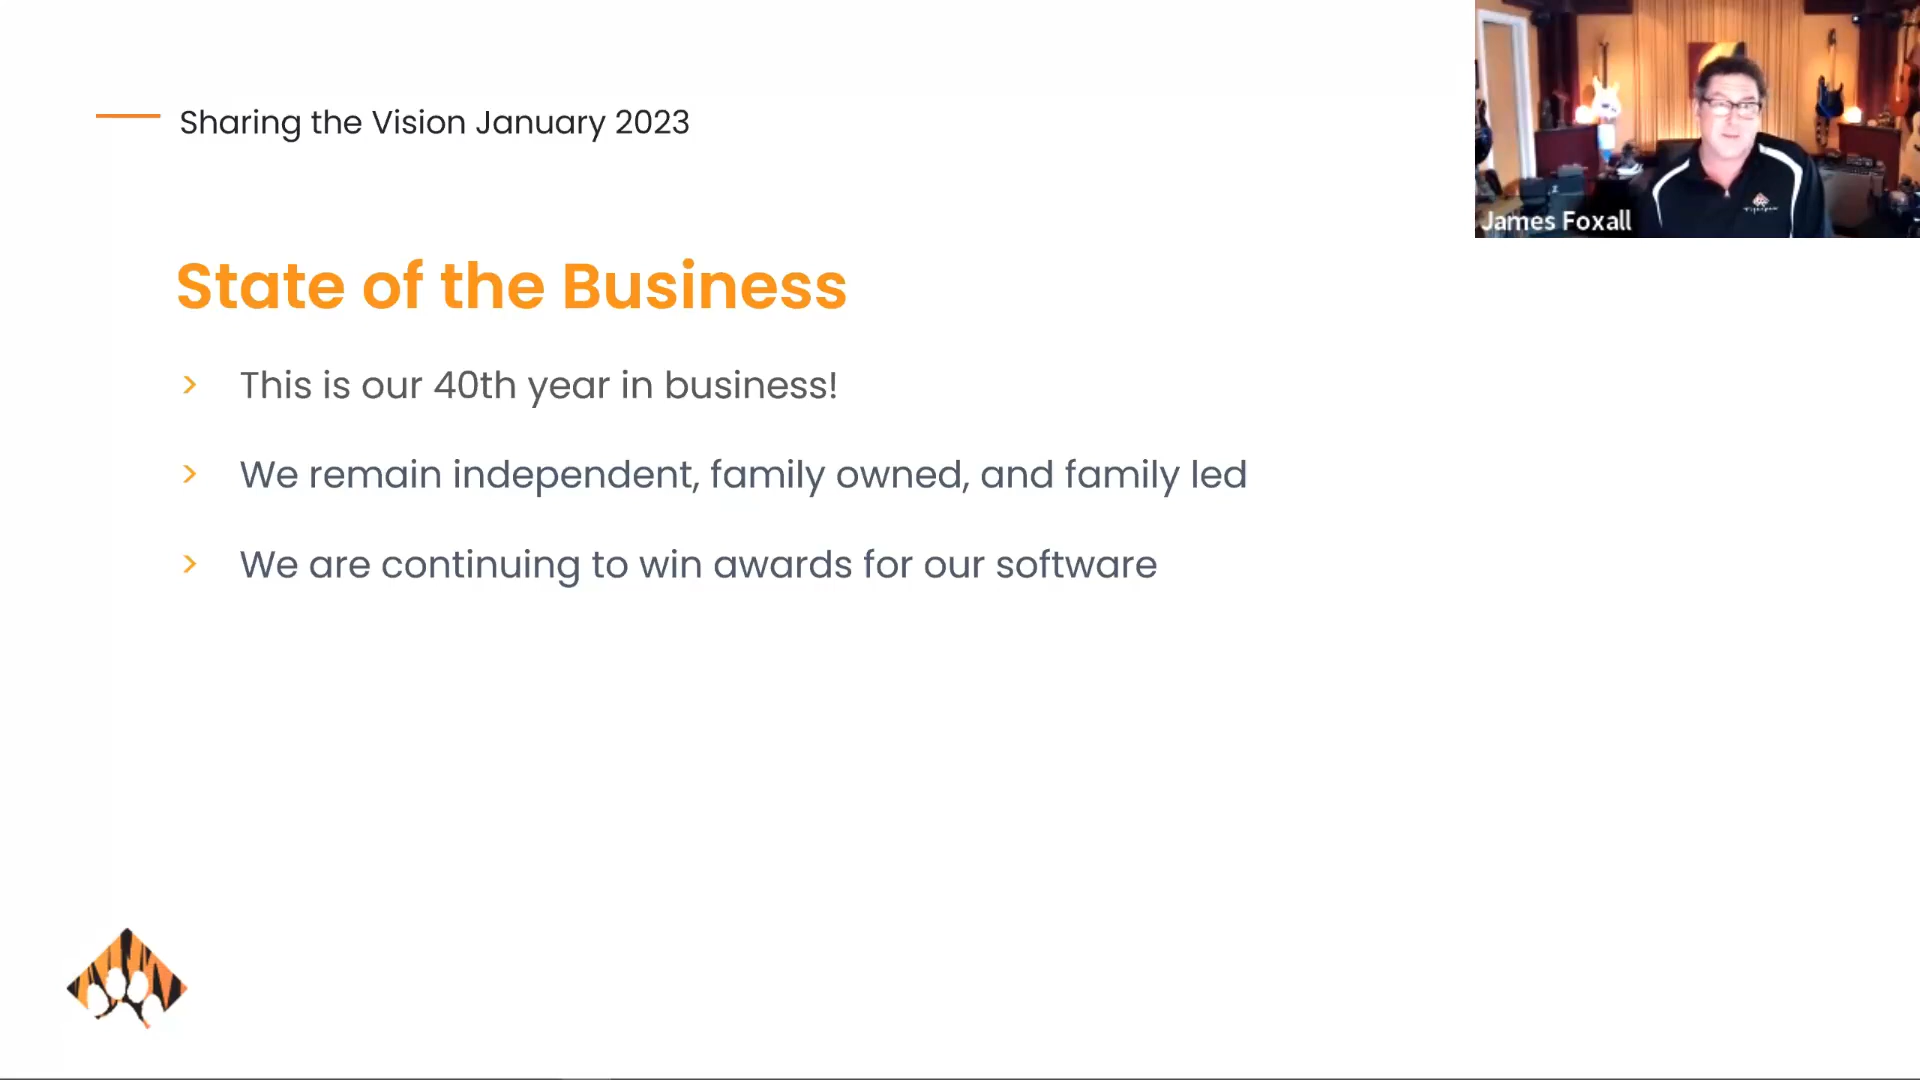 Sharing the Vision January 2023
James Foxall
State of the Business
> This is our 40th year in business!
> We remain independent, family owned, and family led
> We are continuing to win awards for our software